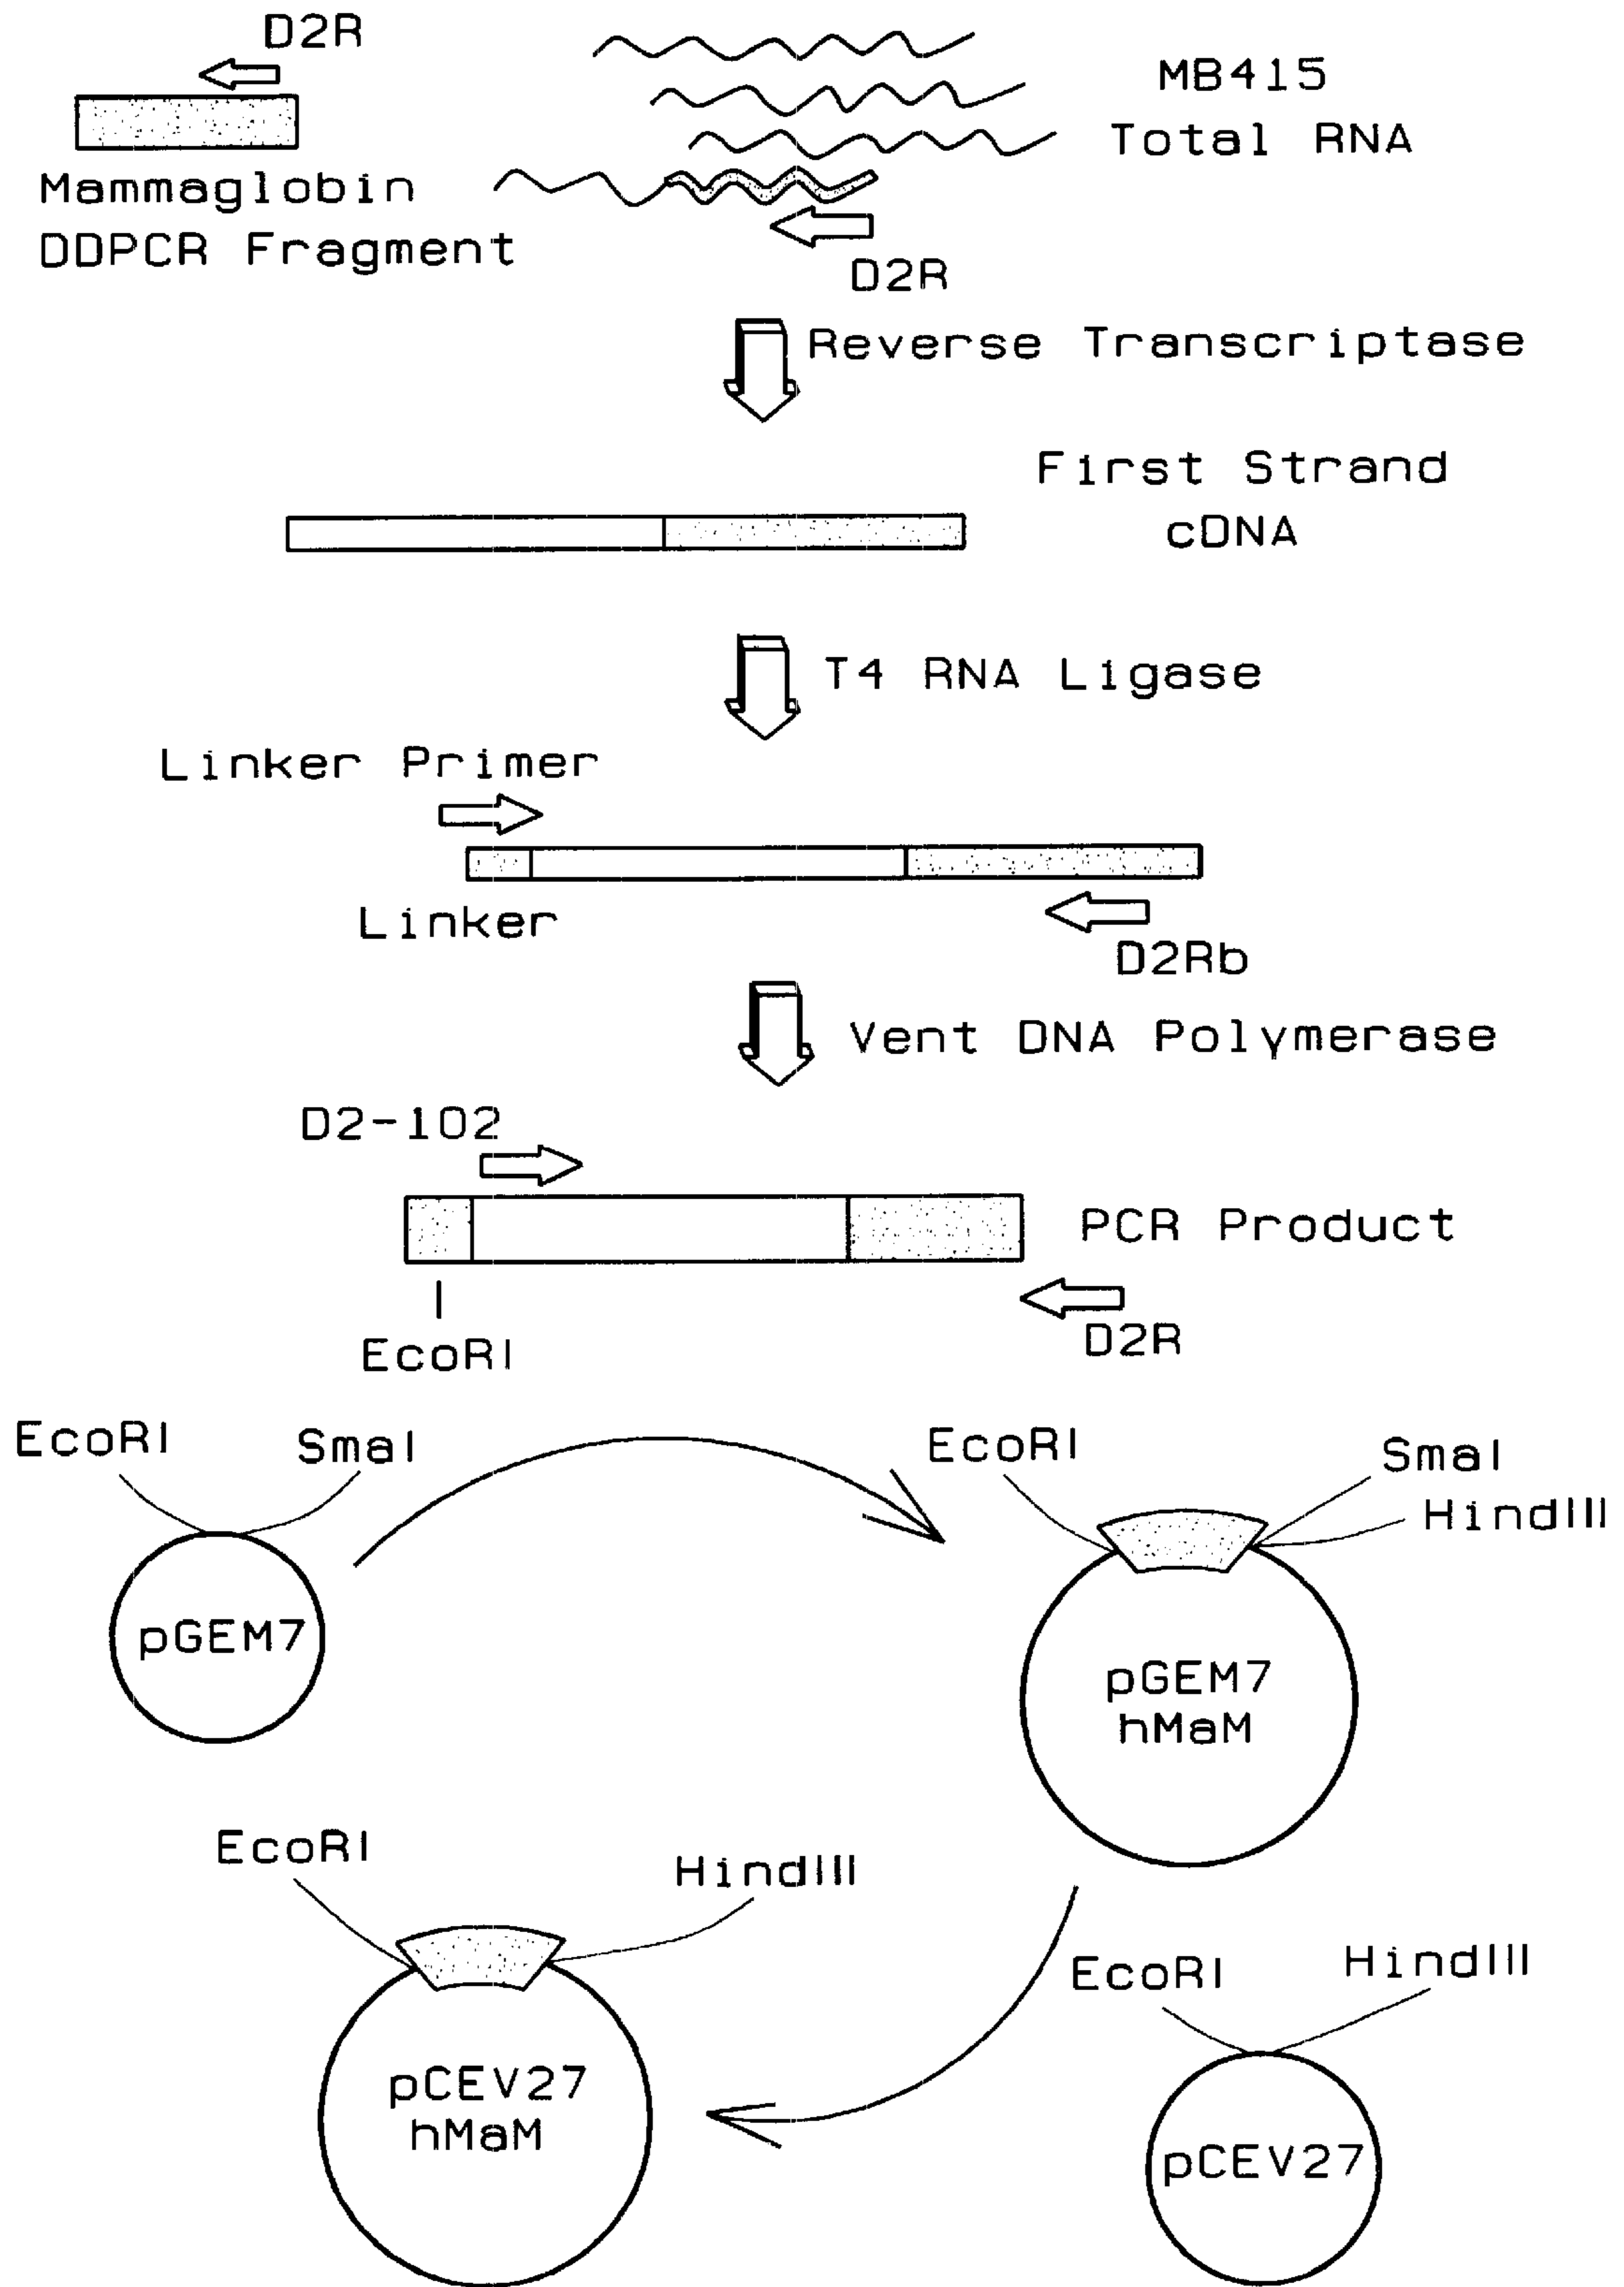 D2R
MB415
Total RNA
Mammaglobin
DDPCR Fragment
D2R
Reverse Transcriptase
First Strand
cDNA
T4 RNA Ligase
Linker Primer
Linker
D2Rb
Vent DNA Polymerase
D2-102
PCR Product
EcoRI
D2R
EcoRI
SmaI
EcoRI
SmaI
HindIII
pGEM7
pGEM7
hMaM
EcoRI
HindIII
EcoRI
HindIII
pCEV27
hMaM
pCEV27